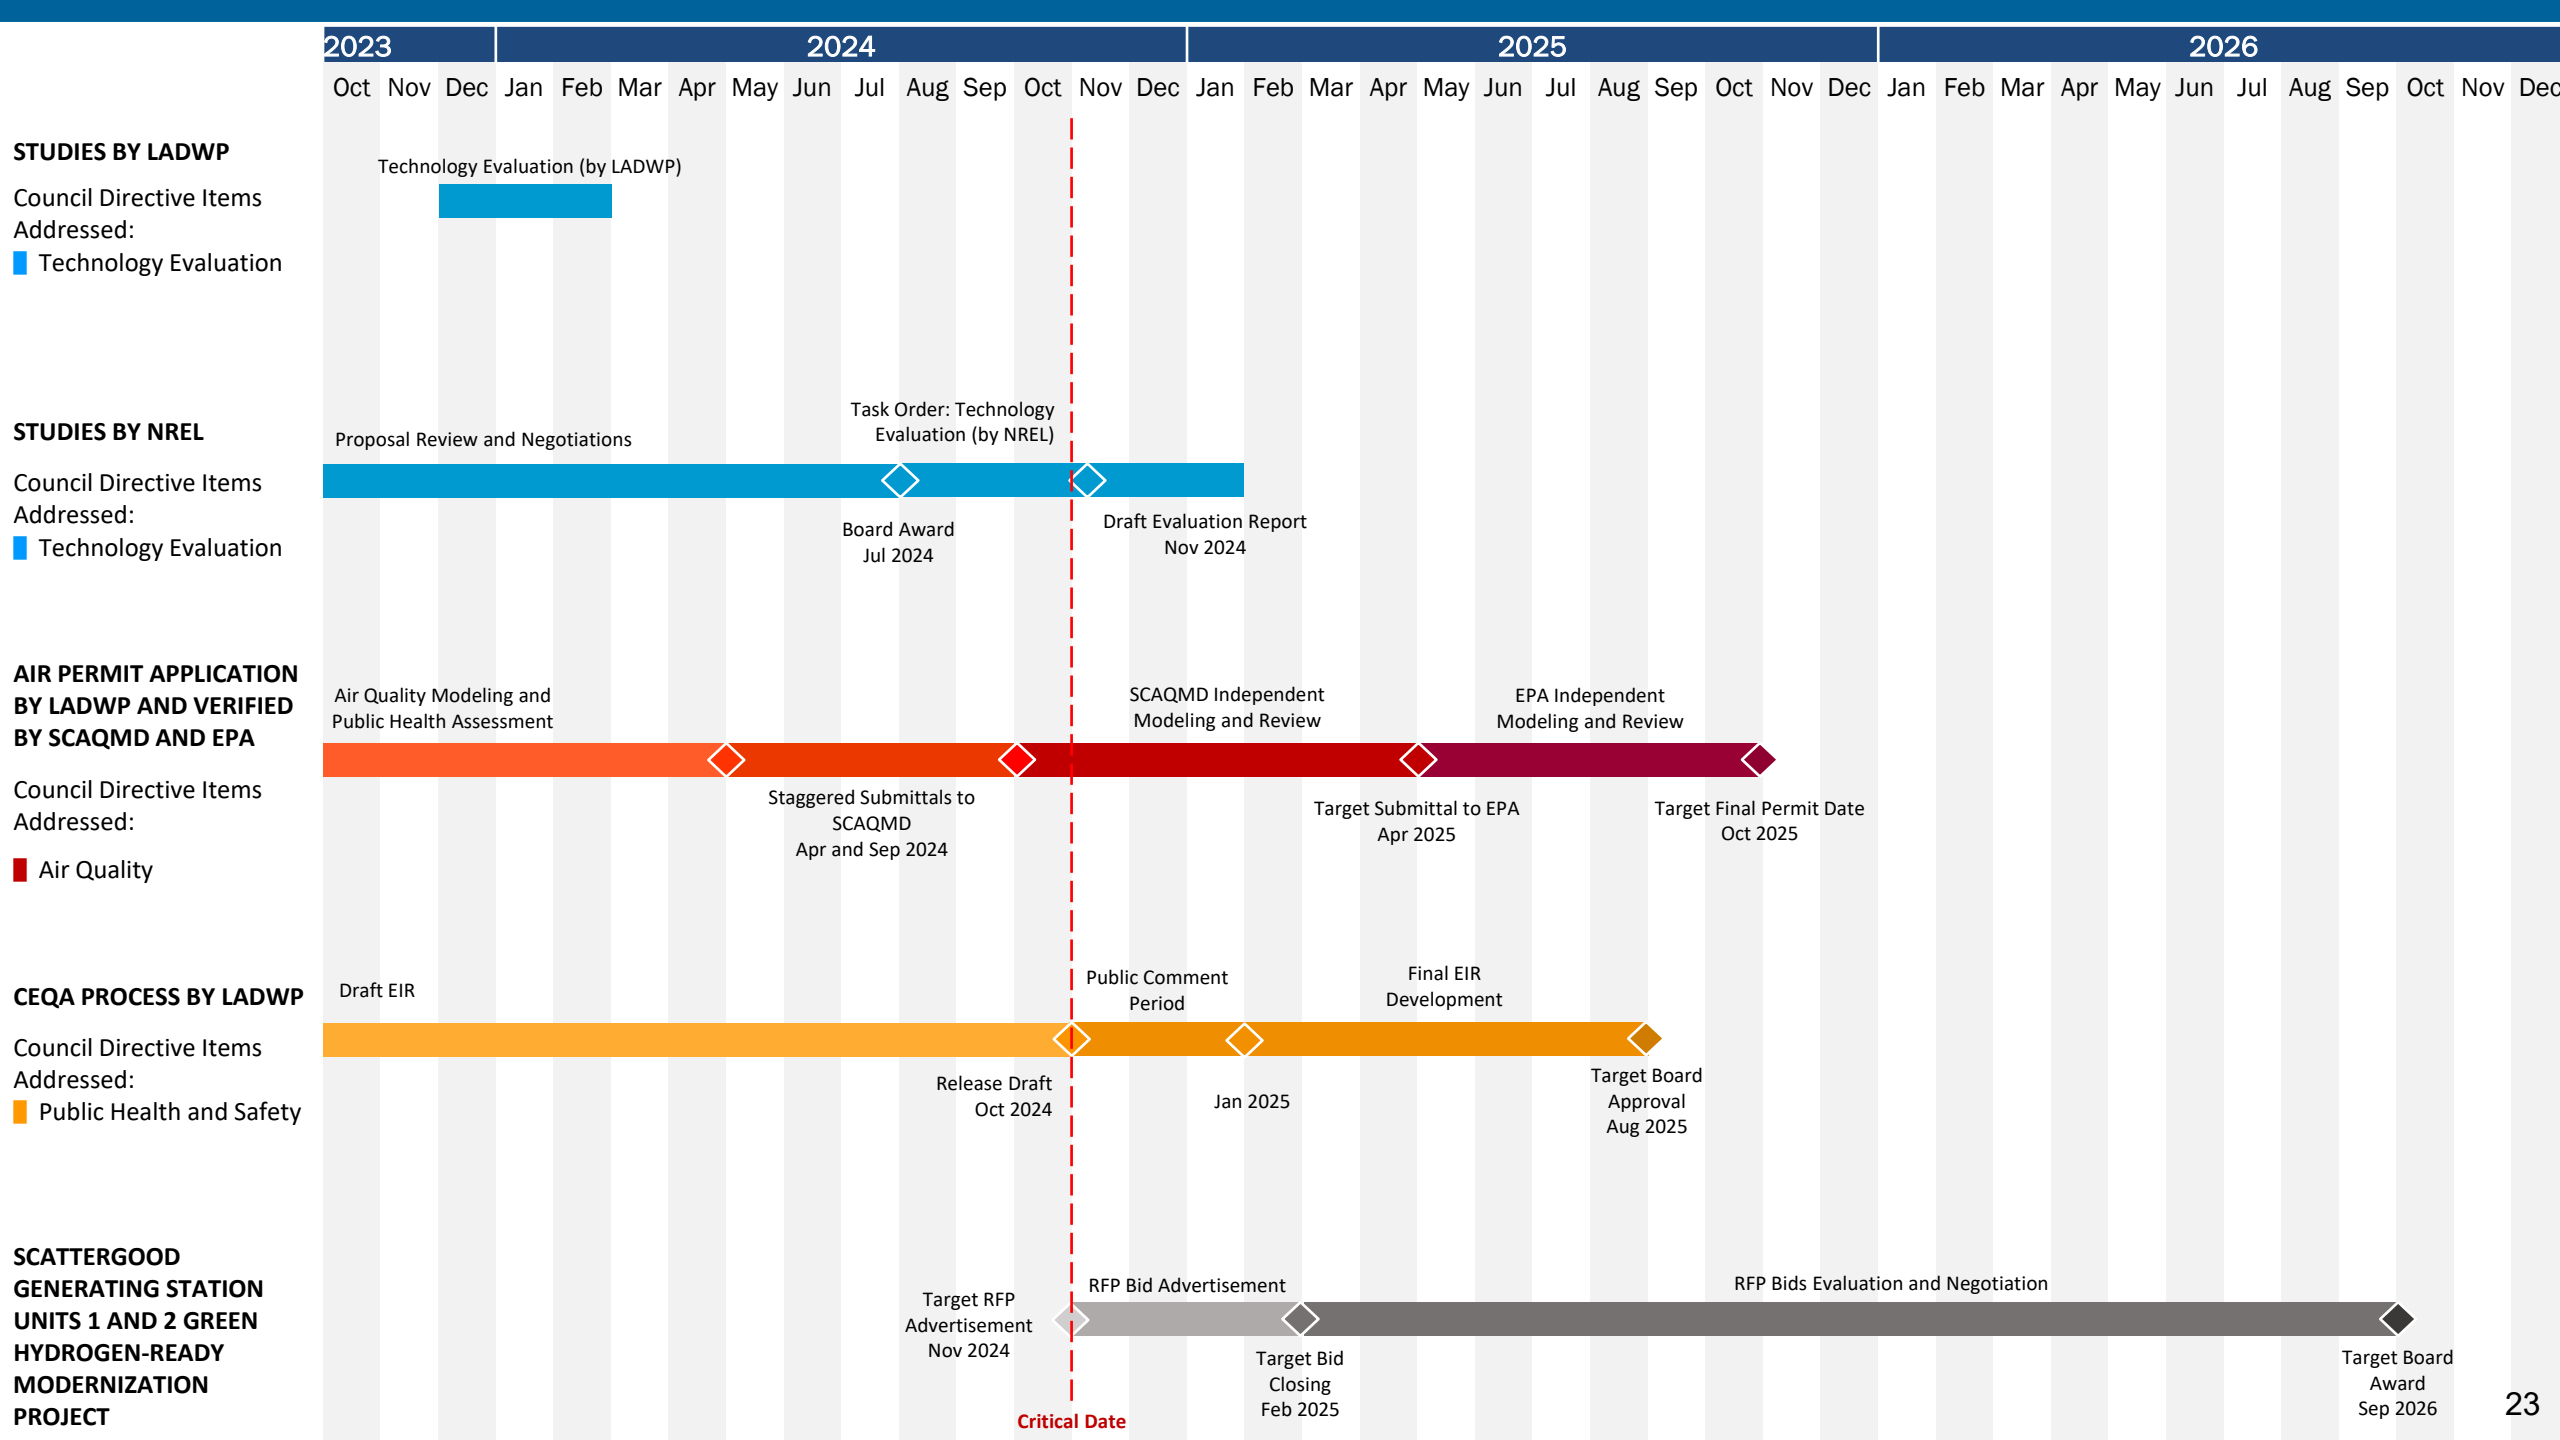 2023
2024
2025
2026
Oct Nov Dec Jan Feb Mar Apr May Jun Jul Aug Sep Oct Nov Dec Jan Feb Mar Apr May Jun Jul Aug Sep Oct Nov Dec Jan Feb Mar Apr May Jun Jul Aug Sep Oct Nov Dec
STUDIES BY LADWP
Council Directive Items
Addressed:
Technology Evaluation
Technology Evaluation (by LADWP)
STUDIES BY NREL
Council Directive Items
Addressed:
Technology Evaluation
Proposal Review and Negotiations
Task Order: Technology
Evaluation (by NREL)
Board Award
Jul 2024
Draft Evaluation Report
Nov 2024
AIR PERMIT APPLICATION
BY LADWP AND VERIFIED
BY SCAQMD AND EPA
Council Directive Items
Addressed:
Air Quality
Air Quality Modeling and
Public Health Assessment
SCAQMD Independent
Modeling and Review
EPA Independent
Modeling and Review
Staggered Submittals to
SCAQMD
Apr and Sep 2024
Target Submittal to EPA
Apr 2025
Target Final Permit Date
Oct 2025
CEQA PROCESS BY LADWP
Council Directive Items
Addressed:
Public Health and Safety
Draft EIR
Public Comment
Period
Final EIR
Development
Release Draft
Oct 2024
Jan 2025
Target Board
Approval
Aug 2025
SCATTERGOOD
GENERATING STATION
UNITS 1 AND 2 GREEN
HYDROGEN-READY
MODERNIZATION
PROJECT
Target RFP
Advertisement
Nov 2024
RFP Bid Advertisement
RFP Bids Evaluation and Negotiation
Target Bid
Closing
Feb 2025
Target Board
Award
Sep 2026
Critical Date
23